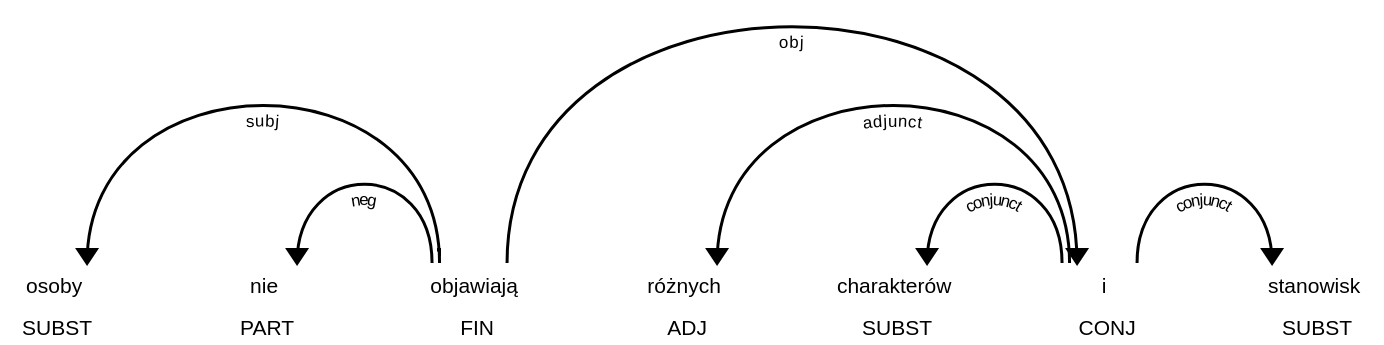 obj
subj
adjunct
neg
conjunct
conjunct
osoby nie objawiają różnych charakterów i stanowisk
SUBST PART FIN ADJ SUBST CONJ SUBST